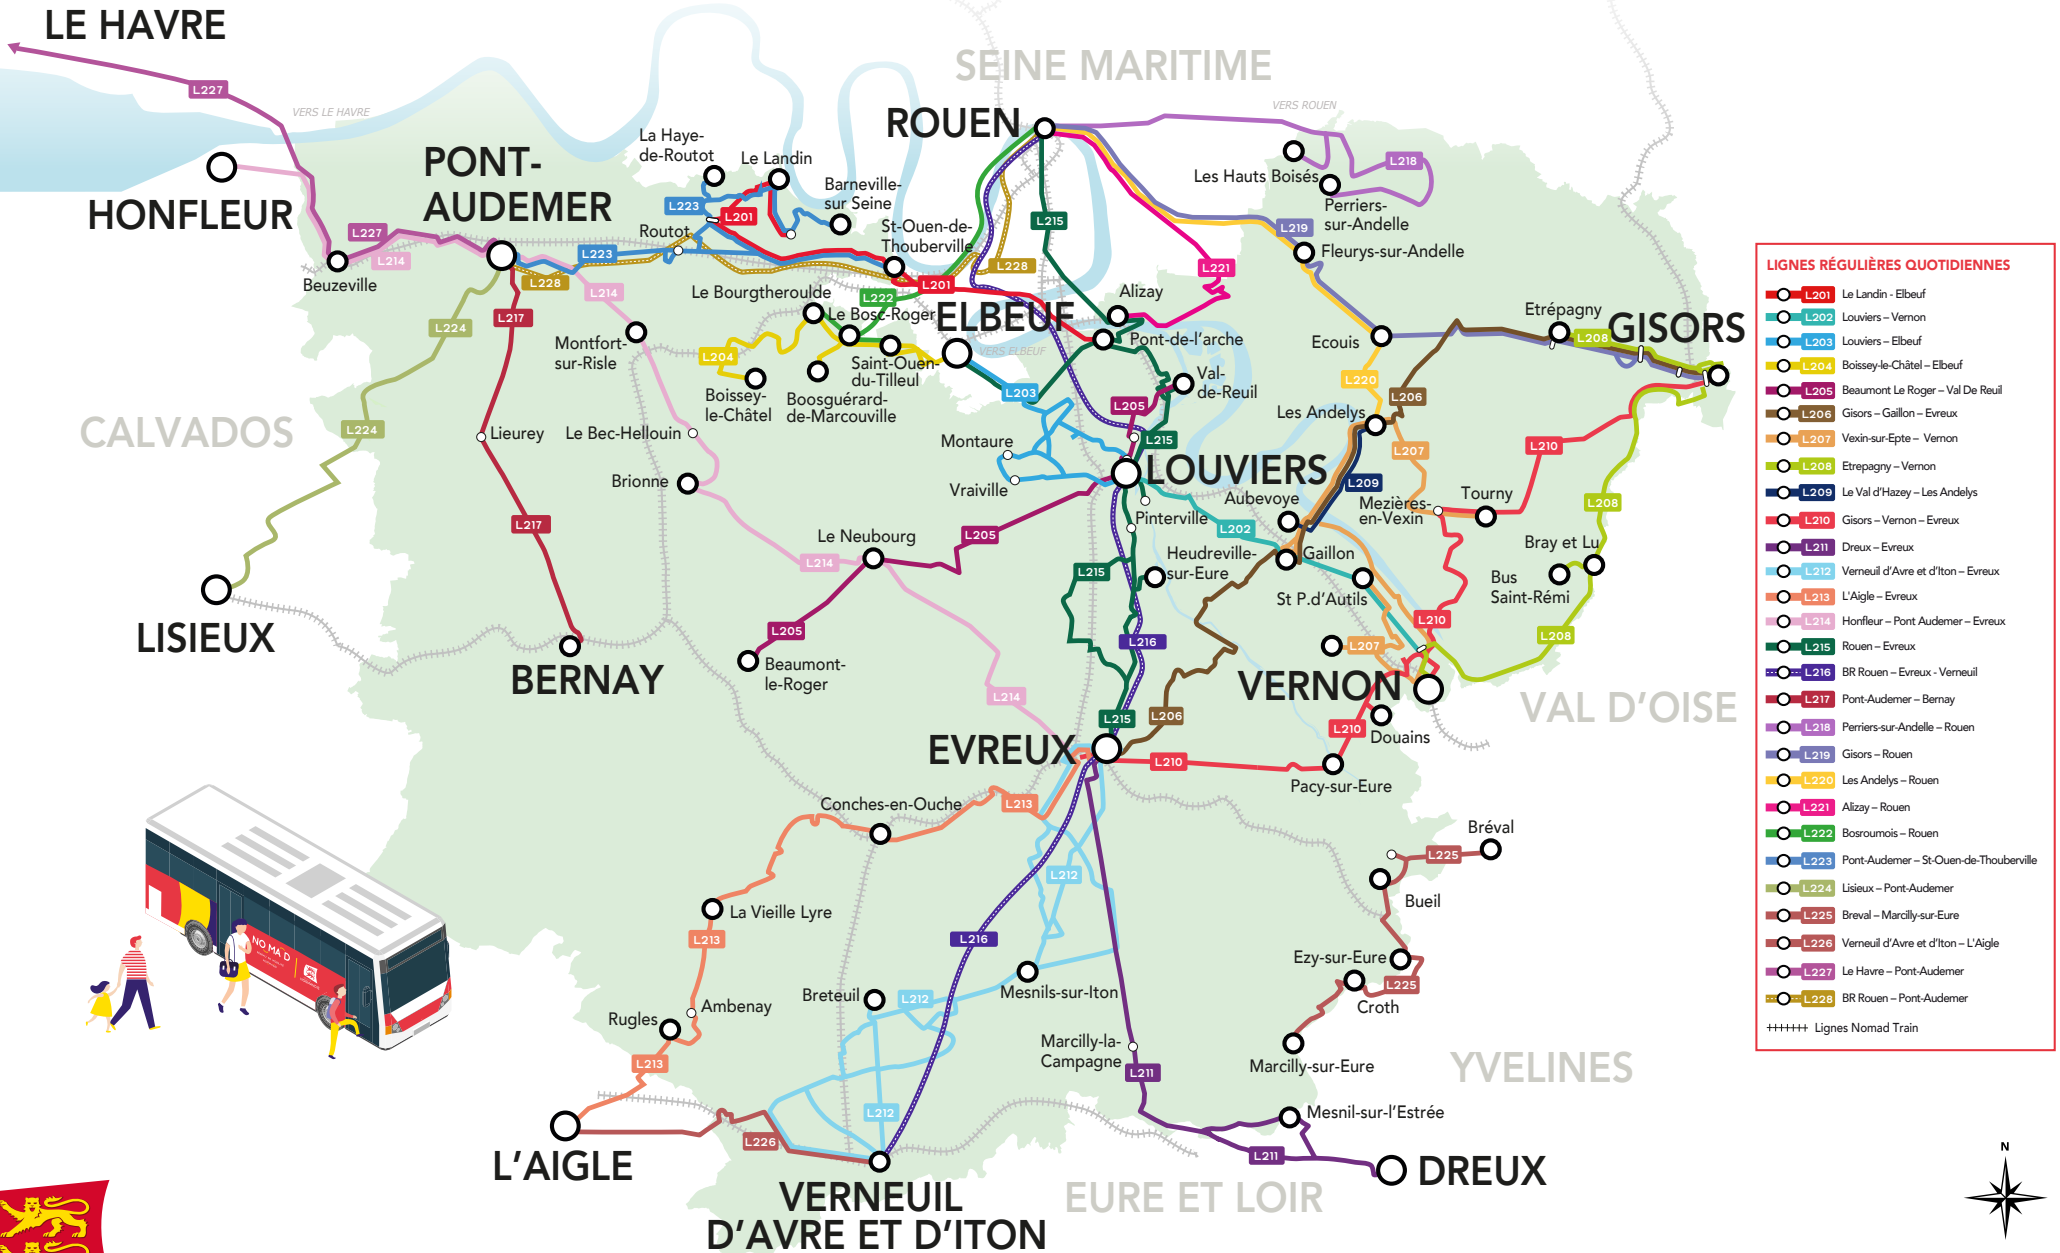 LE HAVRE
L227
VERS LE HAVRE
SEINE MARITIME
VERS ROUEN
HONFLEUR
PONT-
AUDEMER
La Haye-
de-Routot
Le Landin
Barneville-
sur Seine
ROUEN
L218
Les Hauts Boisés
Perriers-
sur-Andelle
L223
L201
Routot
St-Ouen-de-
Thouberville
L215
L219
Fleurys-sur-Andelle
L227
L214
L223
L228
L221
Beuzeville
L228
L214
L201
L222
Le Bourgtheroulde
Le Bosc-Roger
ELBEUF
VERS ELBEUF
Alizay
Pont-de-l'arche
Etrépagny
L208
GISORS
Ecouis
L224
L217
Montfort-
sur-Risle
L204
Saint-Ouen-
du-Tilleul
Boissey-
le-Châtel
Boosguérard-
de-Marcouville
L203
Val-
de-Reuil
L205
L220
L206
Les Andelys
CALVADOS
L224
Lieurey
Le Bec-Hellouin
Montaure
L215
L207
L210
Brionne
Vraiville
LOUVIERS
Aubevoye
L209
Mezières-
en-Vexin
Tourny
L208
L217
Le Neubourg
L205
Pinterville
L202
L214
Heudreville-
sur-Eure
Gaillon
Bray et Lu
L215
St P.d'Autils
Bus
Saint-Rémi
LISIEUX
L205
L216
L210
L208
BERNAY
Beaumont-
le-Roger
L207
VERNON
VAL D'OISE
L214
L215
L206
L210
Douains
EVREUX
L210
Pacy-sur-Eure
Conches-en-Ouche
L213
Bréval
L225
L212
Bueil
La Vieille Lyre
L213
L216
Ezy-sur-Eure
L225
Croth
Mesnils-sur-Iton
Breteuil
L212
Ambenay
Rugles
Marcilly-la-
Campagne
Marcilly-sur-Eure
YVELINES
L213
L211
L212
Mesnil-sur-l'Estrée
L226
L211
L'AIGLE
DREUX
VERNEUIL
D'AVRE ET D'ITON
EURE ET LOIR
NOMAD
N
LIGNES RÉGULIÈRES QUOTIDIENNES
L201 Le Landin - Elbeuf
L202 Louviers – Vernon
L203 Louviers – Elbeuf
L204 Boissey-le-Châtel – Elbeuf
L205 Beaumont Le Roger – Val De Reuil
L206 Gisors – Gaillon – Evreux
L207 Vexin-sur-Epte – Vernon
L208 Etrepagny – Vernon
L209 Le Val d'Hazey – Les Andelys
L210 Gisors – Vernon – Evreux
L211 Dreux – Evreux
L212 Verneuil d'Avre et d'Iton – Evreux
L213 L'Aigle – Evreux
L214 Honfleur – Pont Audemer – Evreux
L215 Rouen – Evreux
L216 BR Rouen – Evreux - Verneuil
L217 Pont-Audemer – Bernay
L218 Perriers-sur-Andelle – Rouen
L219 Gisors – Rouen
L220 Les Andelys – Rouen
L221 Alizay – Rouen
L222 Bosroumois – Rouen
L223 Pont-Audemer – St-Ouen-de-Thouberville
L224 Lisieux – Pont-Audemer
L225 Breval – Marcilly-sur-Eure
L226 Verneuil d'Avre et d'Iton – L'Aigle
L227 Le Havre – Pont-Audemer
L228 BR Rouen – Pont-Audemer
Lignes Nomad Train